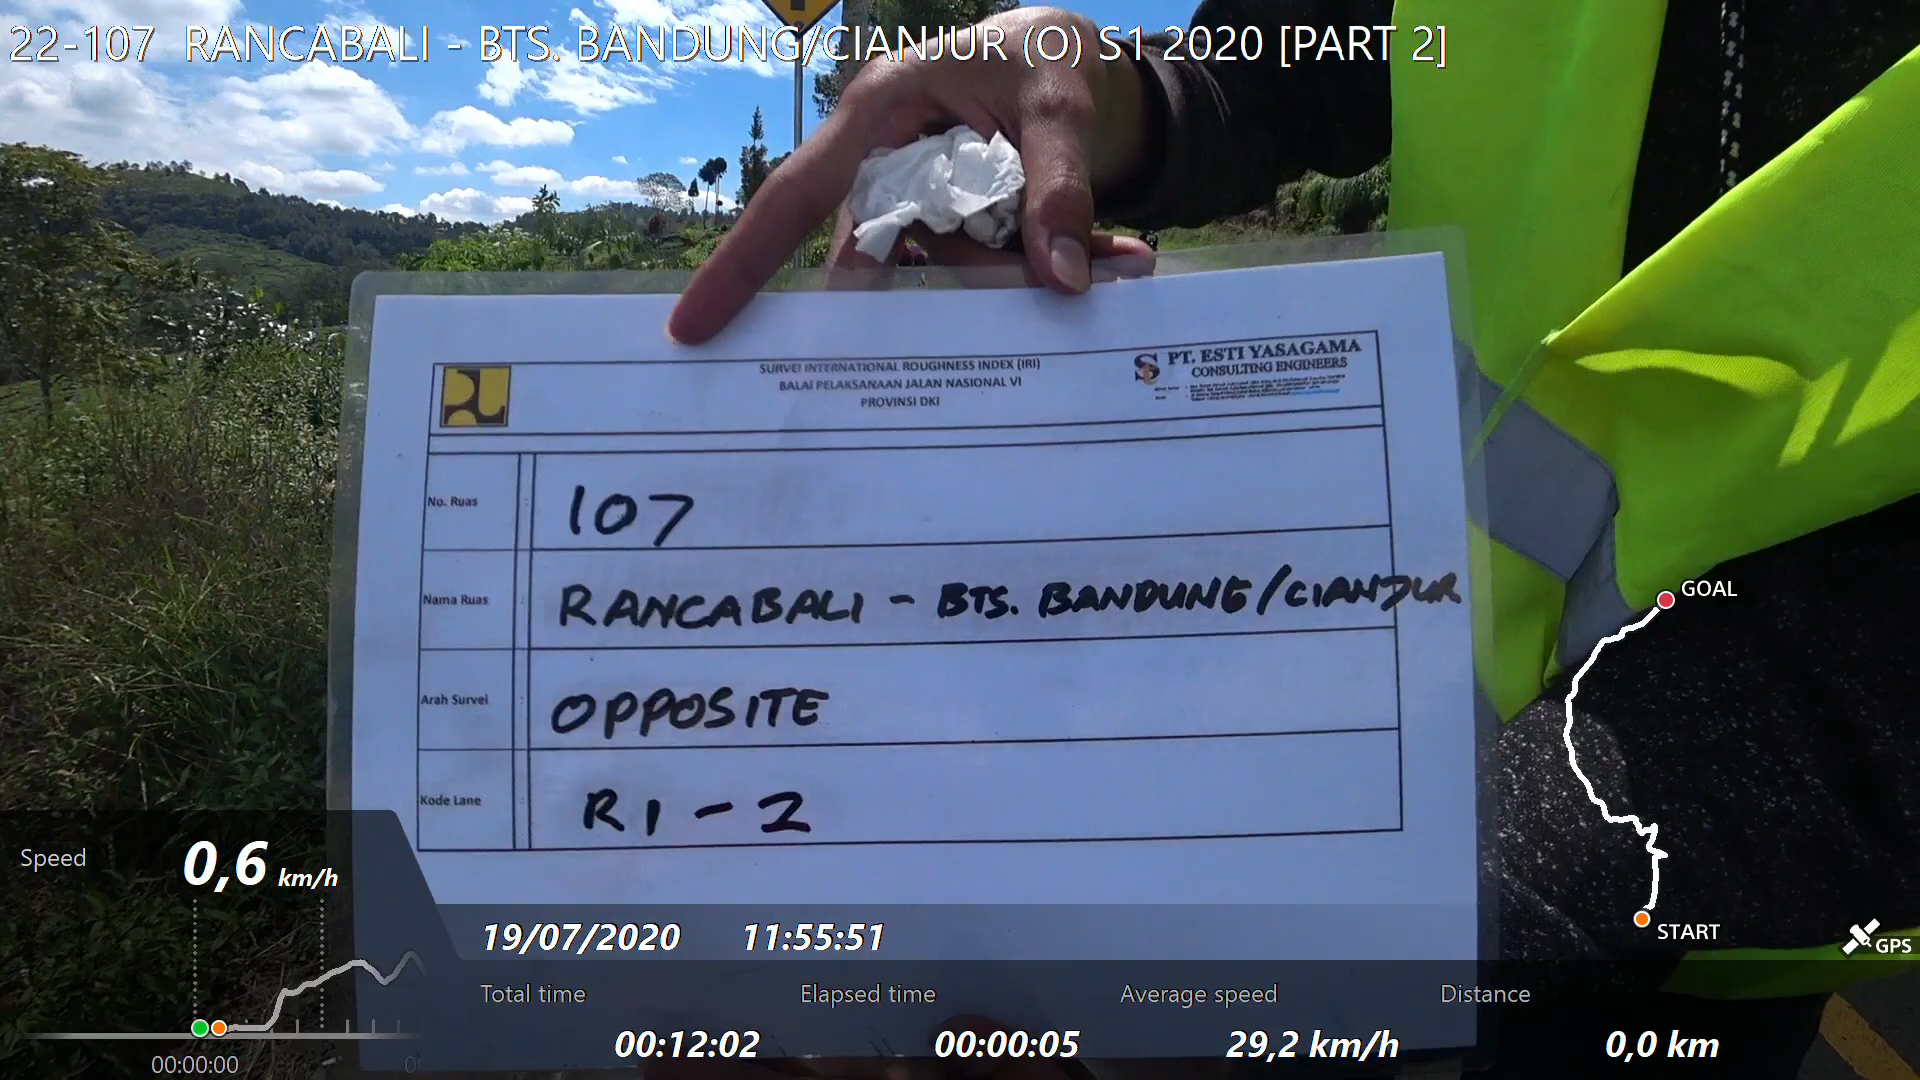 22-107 RANCABALI - BTS. BANDUNG/CIANJUR (O) S1 2020 [PART 2]
SURVEI INTERNATIONAL ROUGHNESS INDEX (IRI)
BALAI PELAKSANAAN JALAN NASIONAL VI
PROVINSI DKI
PT. ESTI YASAGAMA
CONSULTING ENGINEERS
No. Ruas : 107
Nama Ruas : RANCABALI - BTS. BANDUNG/CIANJUR
Arah Survei : OPPOSITE
Kode Lane : R1 - 2
GOAL
START
GPS
Speed 0,6 km/h
00:00:00
19/07/2020 11:55:51
Total time Elapsed time Average speed Distance
00:12:02 00:00:05 29,2 km/h 0,0 km